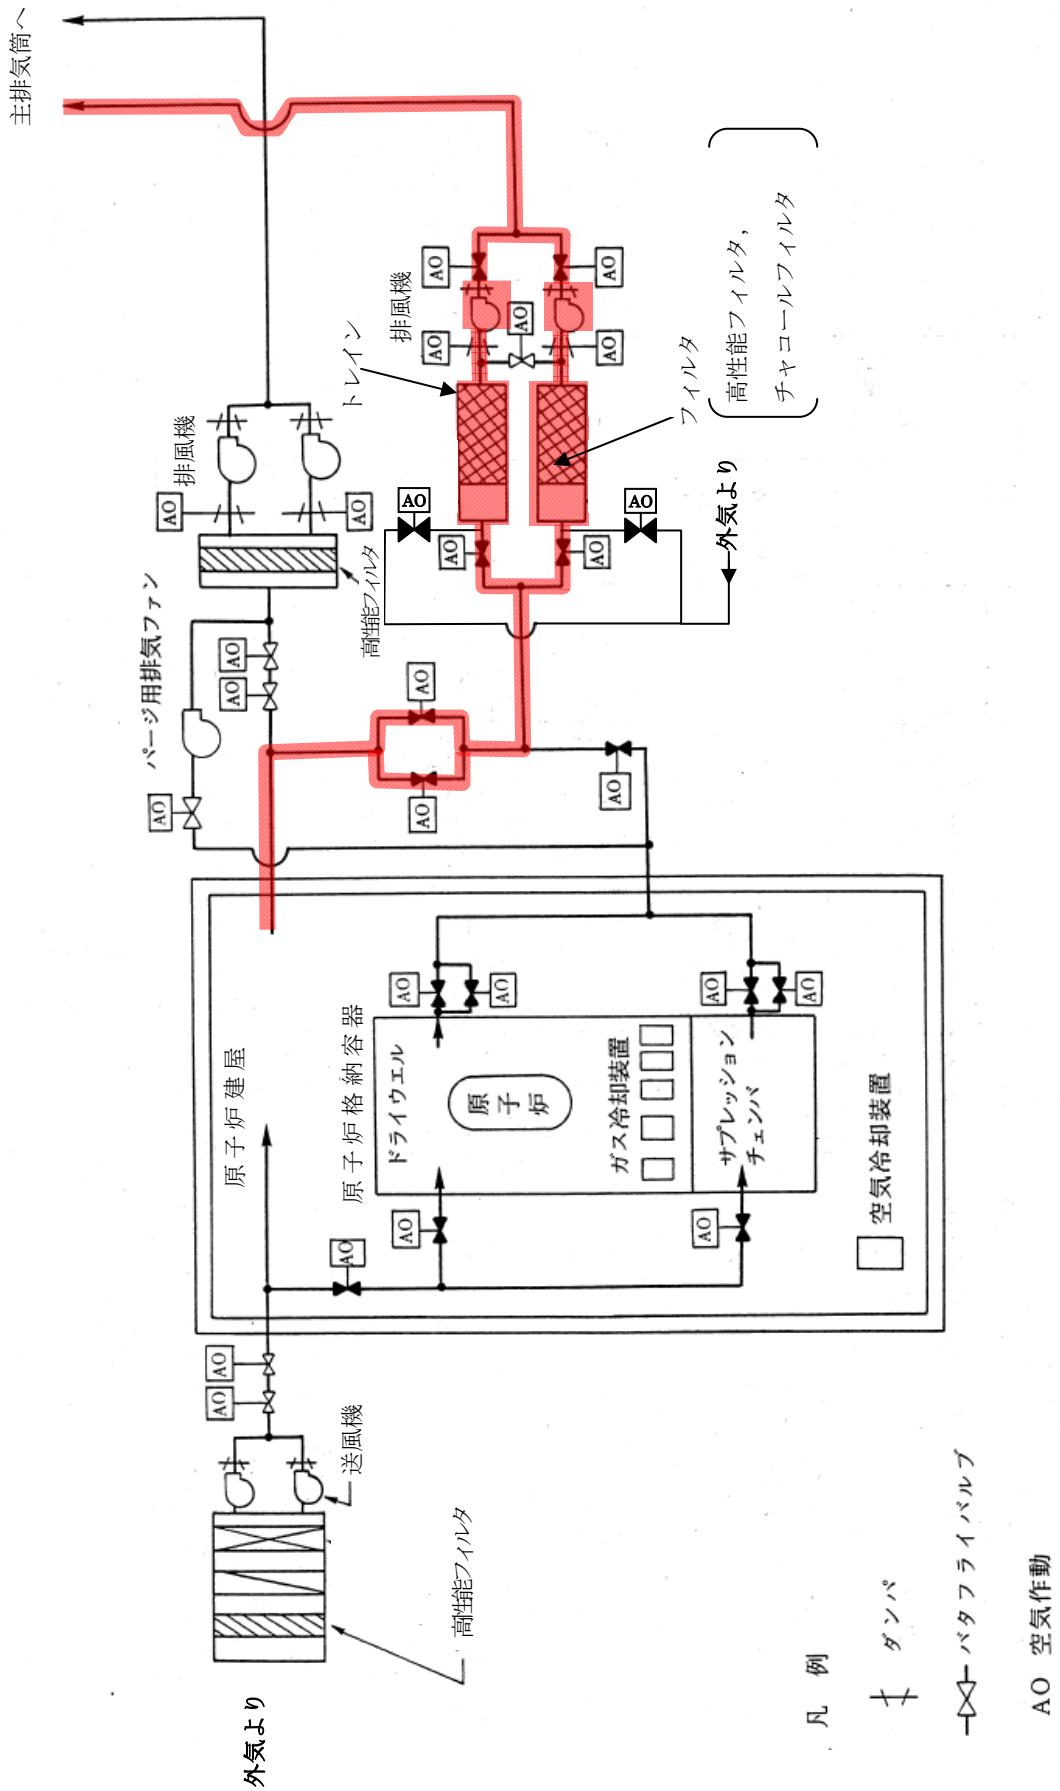 主排気筒へ
排風機
AO
AO
高性能フィルタ
パージ用排気ファン
AO
AO
AO
排風機
AO
AO
AO
AO
AO
トレイン
フィルタ
高性能フィルタ,
チャコールフィルタ
AO
AO
AO
AO
外気より
AO
AO
AO
原子炉建屋
原子炉格納容器
ドライウエル
原子炉
ガス冷却装置
サプレッション
チェンバ
空気冷却装置
AO
AO
AO
AO
AO
AO
AO
AO
AO
送風機
高性能フィルタ
外気より
凡例
ダンパ
バタフライバルブ
AO 空気作動